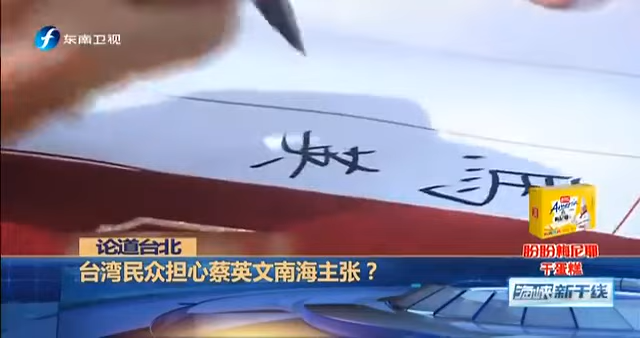 东南卫视
论道台北
台湾民众担心蔡英文南海主张？
盼盼梅尼耶
干蛋糕
海峡新干线